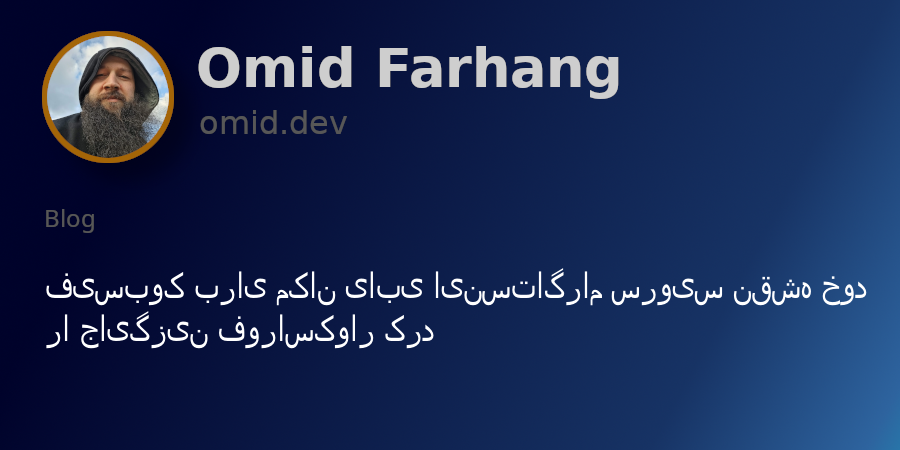 Omid Farhang
omid.dev
Blog
فیسبوک برای مکان یابی اینستاگرام سرویس نقشه خود
را جایگزین فوراسکوار کرد